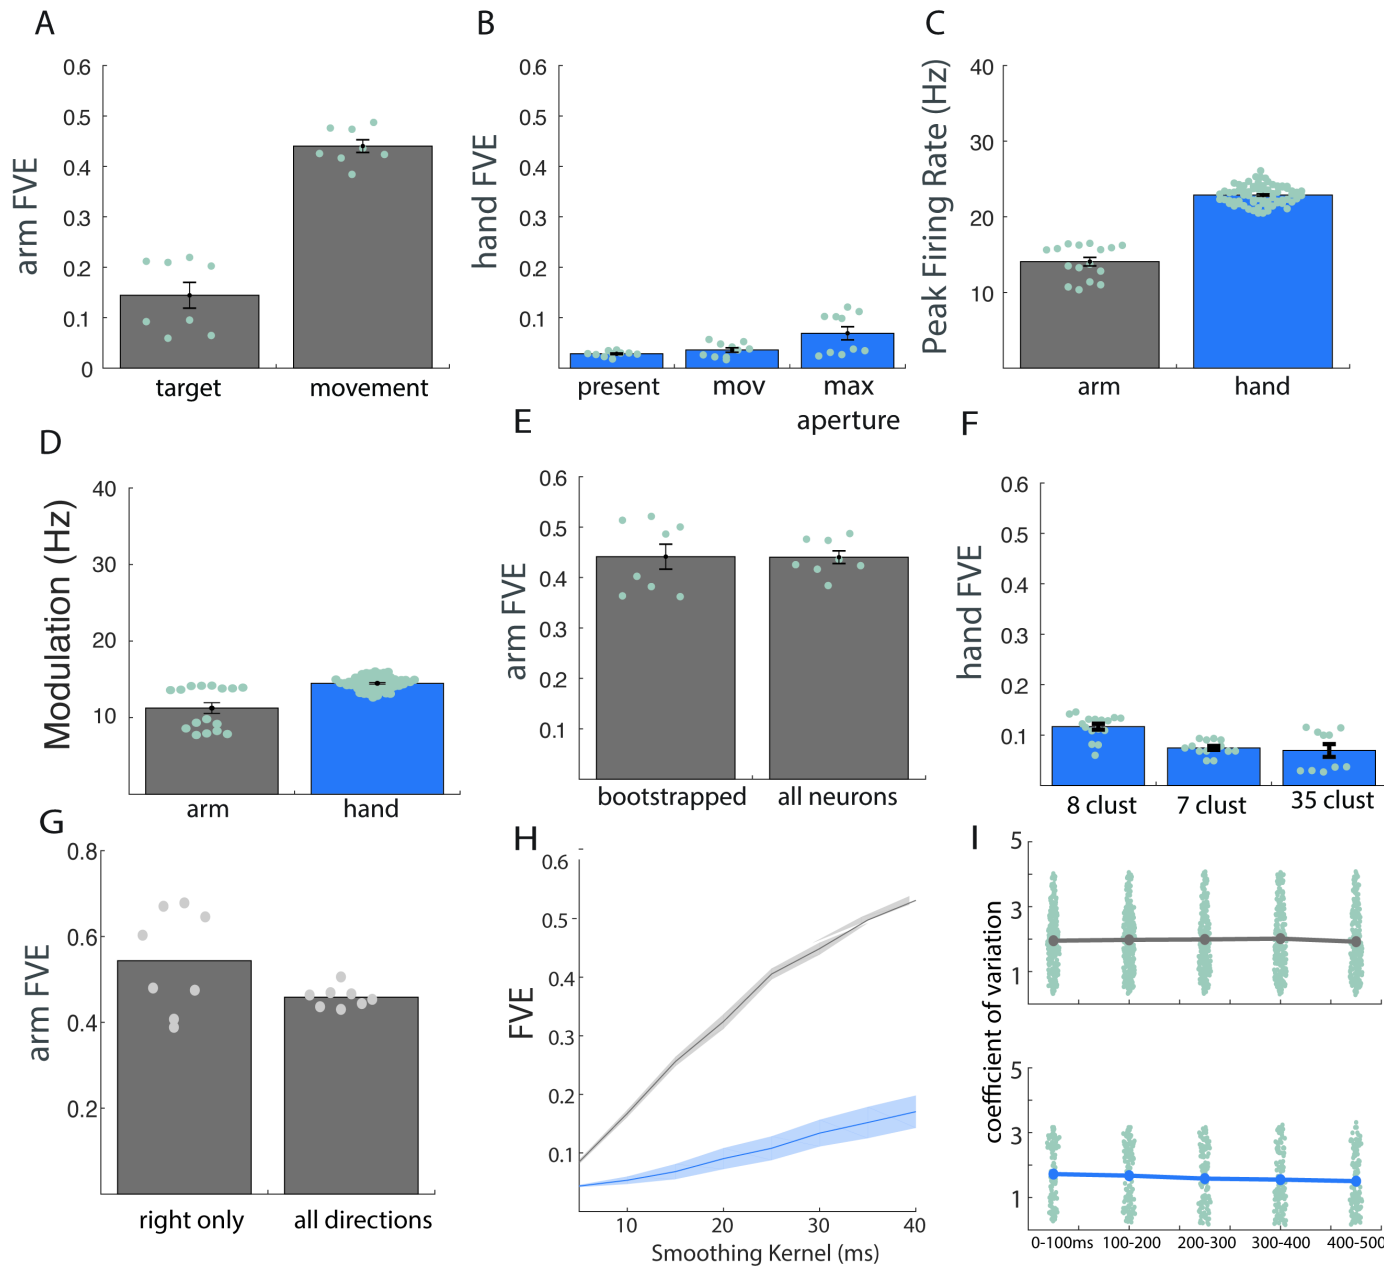 A
arm FVE
0.6
0.5
0.4
0.3
0.2
0.1
0
target
movement
B
hand FVE
0.6
0.5
0.4
0.3
0.2
0.1
present
mov
max
aperture
C
Peak Firing Rate (Hz)
40
30
20
10
arm
hand
D
Modulation (Hz)
40
30
20
10
arm
hand
E
arm FVE
0.6
0.5
0.4
0.3
0.2
0.1
bootstrapped
all neurons
F
hand FVE
0.6
0.5
0.4
0.3
0.2
0.1
8 clust
7 clust
35 clust
G
arm FVE
0.8
0.6
0.4
0.2
right only
all directions
H
FVE
0.6
0.5
0.4
0.3
0.2
0.1
10
20
30
40
Smoothing Kernel (ms)
I
coefficient of variation
5
3
1
5
3
1
0-100ms
100-200
200-300
300-400
400-500